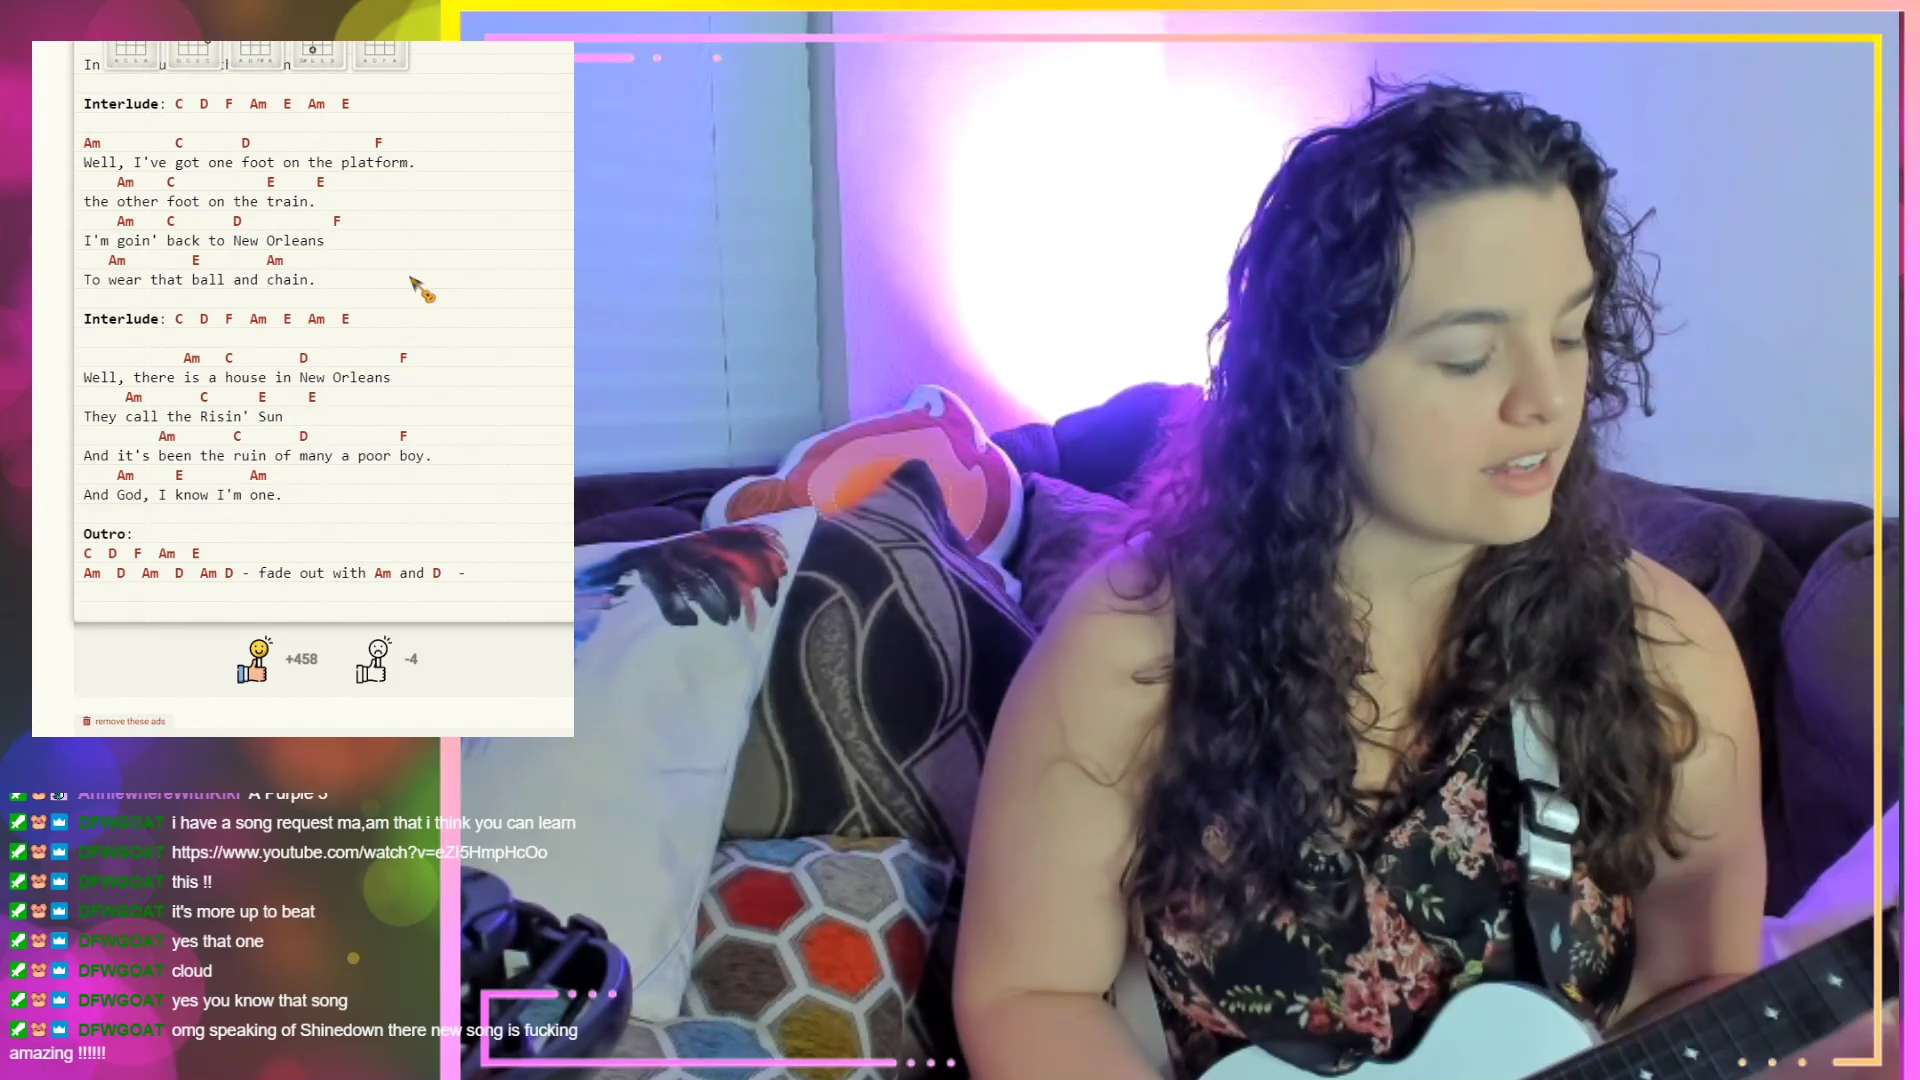 Interlude: C D F Am E Am E
Am C D F
Well, I've got one foot on the platform.
Am C E E
the other foot on the train.
Am C D F
I'm goin' back to New Orleans
Am E Am
To wear that ball and chain.
Interlude: C D F Am E Am E
Am C D F
Well, there is a house in New Orleans
Am C E E
They call the Risin' Sun
Am C D F
And it's been the ruin of many a poor boy.
Am E Am
And God, I know I'm one.
Outro:
C D F Am E
Am D Am D Am D - fade out with Am and D -
+458 -4
remove these ads
AnniewhereWithKiki A Purple 5
DFWGOAT i have a song request ma,am that i think you can learn
DFWGOAT https://www.youtube.com/watch?v=eZI5HmpHcOo
DFWGOAT this !!
DFWGOAT it's more up to beat
DFWGOAT yes that one
DFWGOAT cloud
DFWGOAT yes you know that song
DFWGOAT omg speaking of Shinedown there new song is fucking
amazing !!!!!!